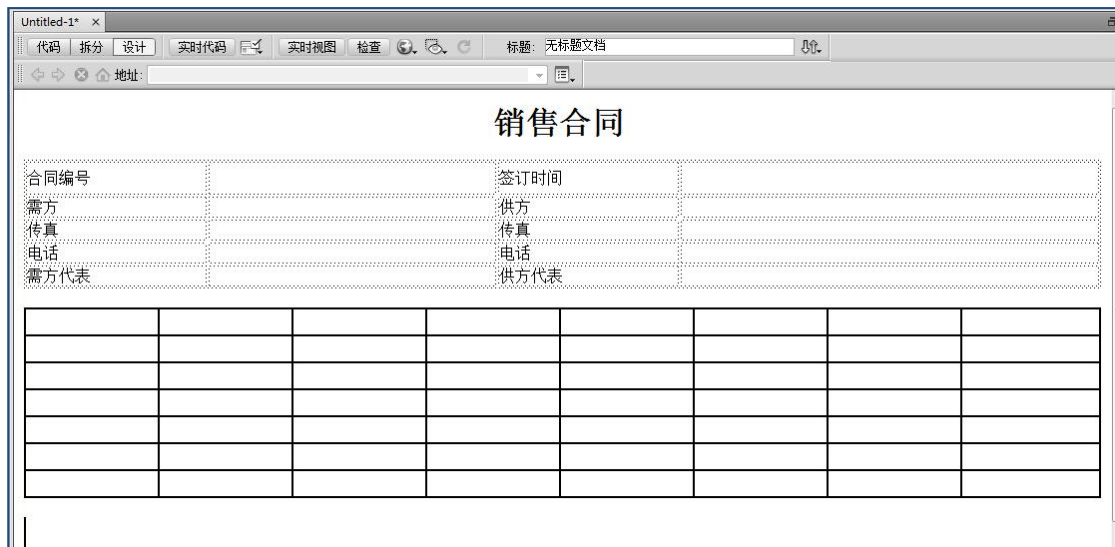 Untitled-1* ×
代码 拆分 设计 实时代码 实时视图 检查 标题: 无标题文档
地址:
销售合同
合同编号 签订时间
需方 供方
传真 传真
电话 电话
需方代表 供方代表